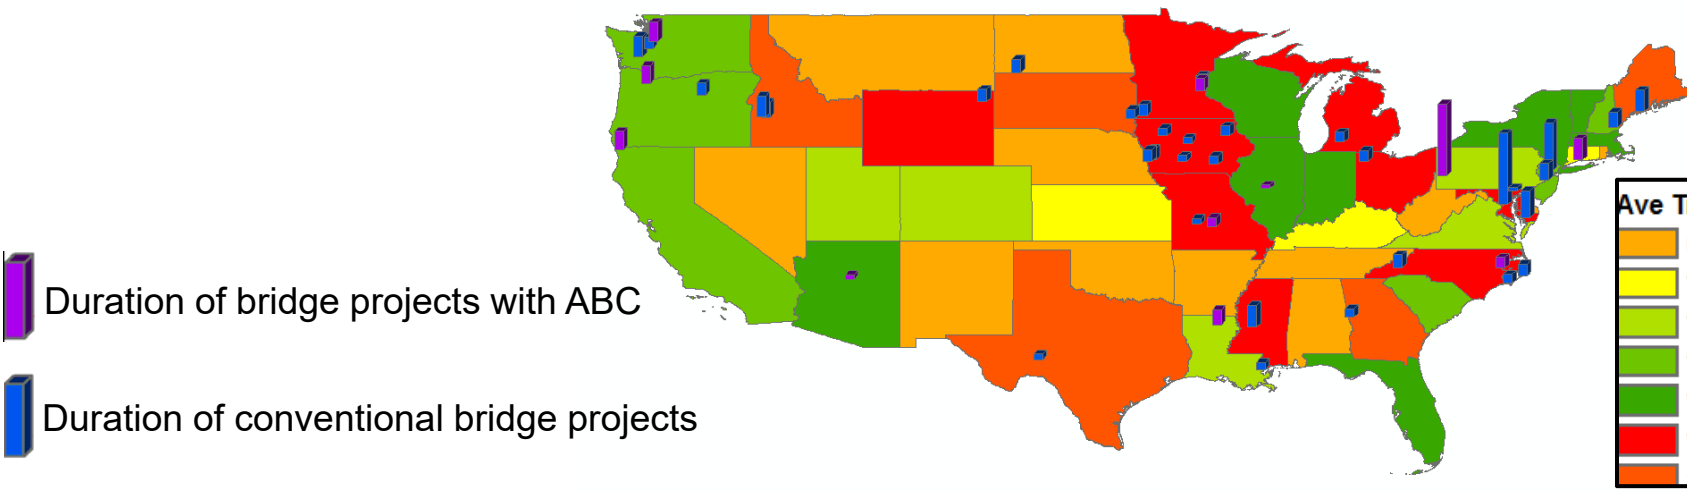 Duration of bridge projects with ABC
Duration of conventional bridge projects
Ave